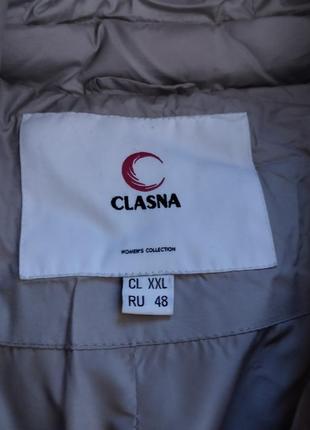 CLASNA
WOMEN'S COLLECTION
CL XXL
RU 48